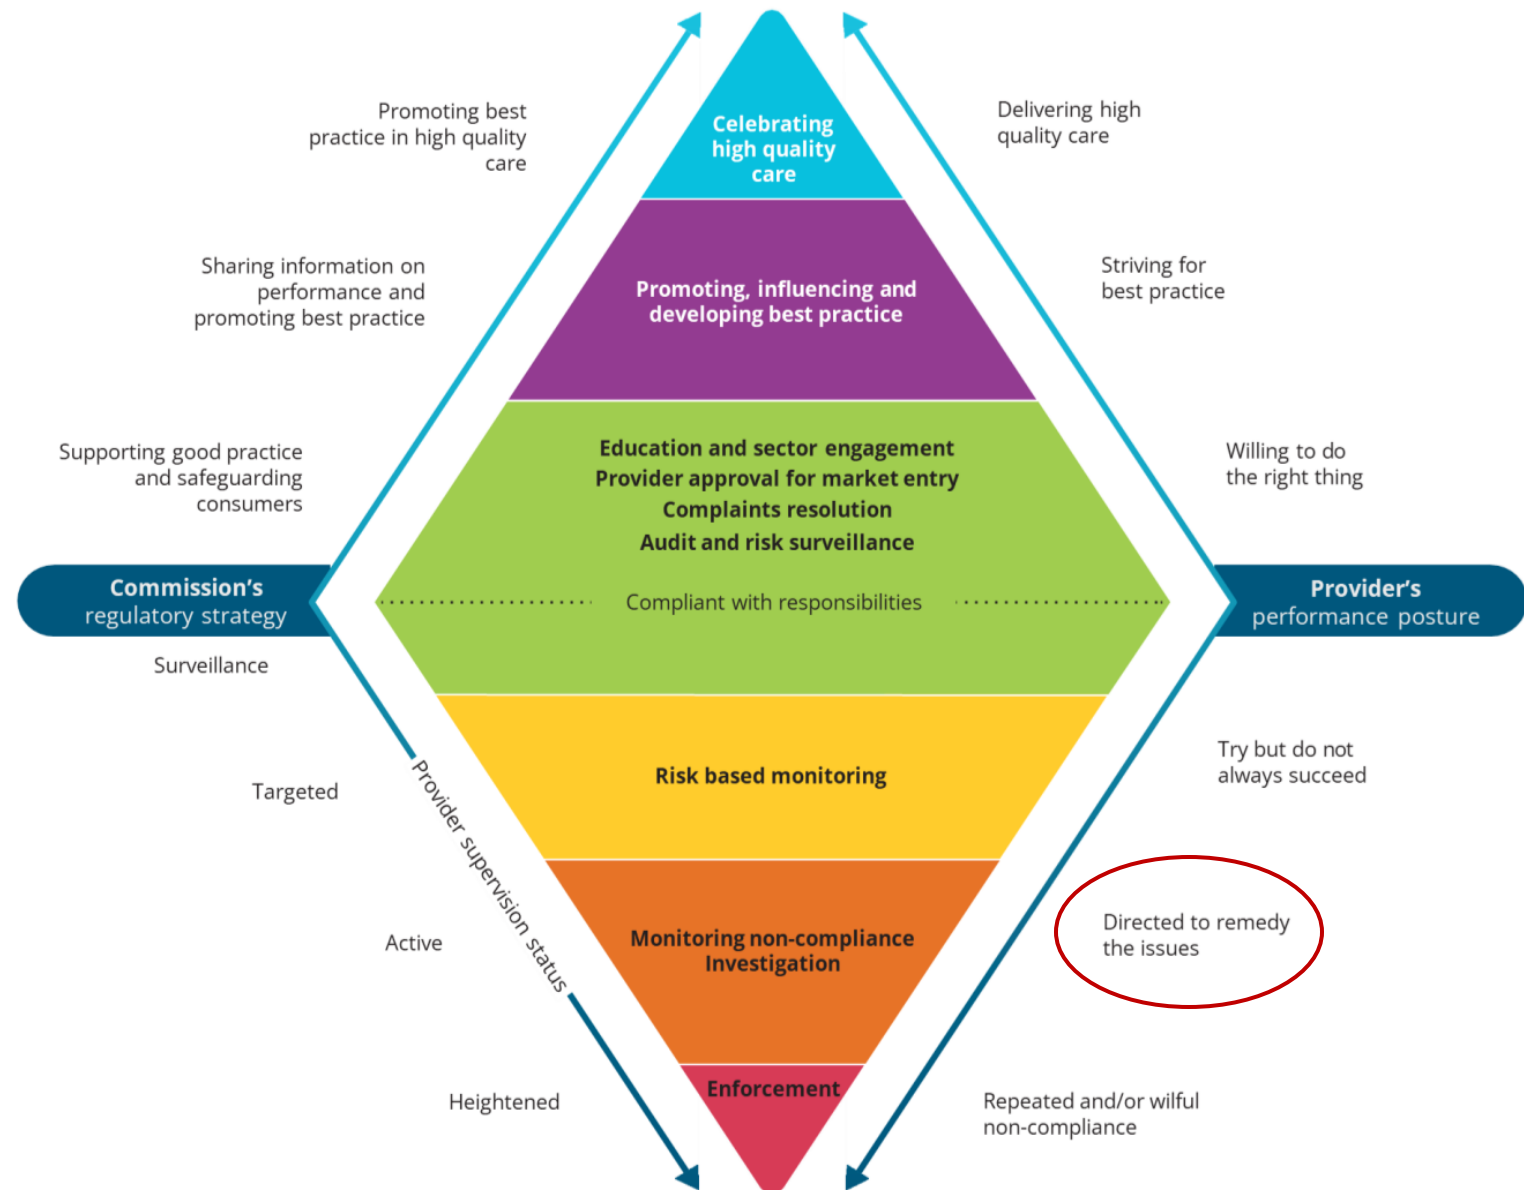 Promoting best
practice in high quality
care
Celebrating
high quality
care
Delivering high
quality care
Sharing information on
performance and
promoting best practice
Promoting, influencing and
developing best practice
Striving for
best practice
Supporting good practice
and safeguarding
consumers
Education and sector engagement
Provider approval for market entry
Complaints resolution
Audit and risk surveillance
Willing to do
the right thing
Commission's
regulatory strategy
Compliant with responsibilities
Provider's
performance posture
Surveillance
Targeted
Provider supervision status
Risk based monitoring
Try but do not
always succeed
Active
Monitoring non-compliance
Investigation
Directed to remedy
the issues
Heightened
Enforcement
Repeated and/or wilful
non-compliance